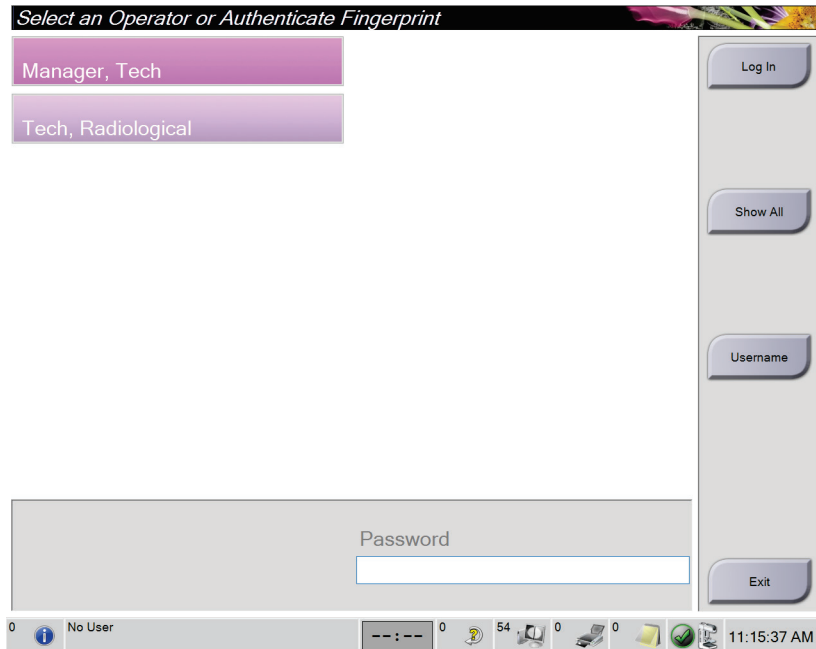 Select an Operator or Authenticate Fingerprint
Manager, Tech
Tech, Radiological
Log In
Show All
Username
Password
Exit
0 No User --:-- 0 54 0 0 11:15:37 AM